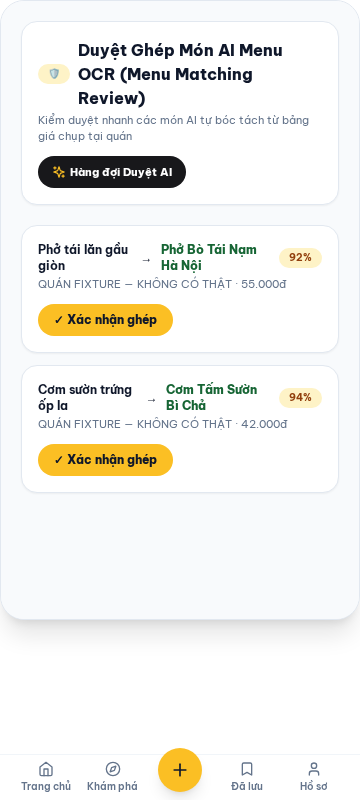 Duyệt Ghép Món AI Menu
OCR (Menu Matching
Review)
Kiểm duyệt nhanh các món AI tự bóc tách từ bảng
giá chụp tại quán
Hàng đợi Duyệt AI
Phở tái lăn gầu
giòn
→
Phở Bò Tái Nạm
Hà Nội
92%
QUÁN FIXTURE — KHÔNG CÓ THẬT · 55.000đ
✓ Xác nhận ghép
Cơm sườn trứng
ốp la
→
Cơm Tấm Sườn
Bì Chả
94%
QUÁN FIXTURE — KHÔNG CÓ THẬT · 42.000đ
✓ Xác nhận ghép
Trang chủ
Khám phá
Đã lưu
Hồ sơ